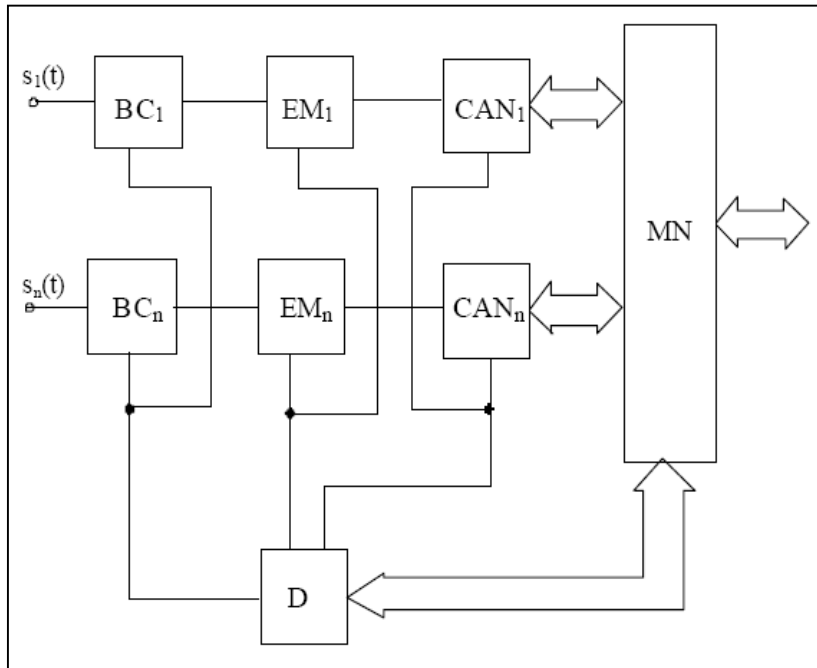 s₁(t)
BC₁
EM₁
CAN₁
MN
sₙ(t)
BCₙ
EMₙ
CANₙ
D